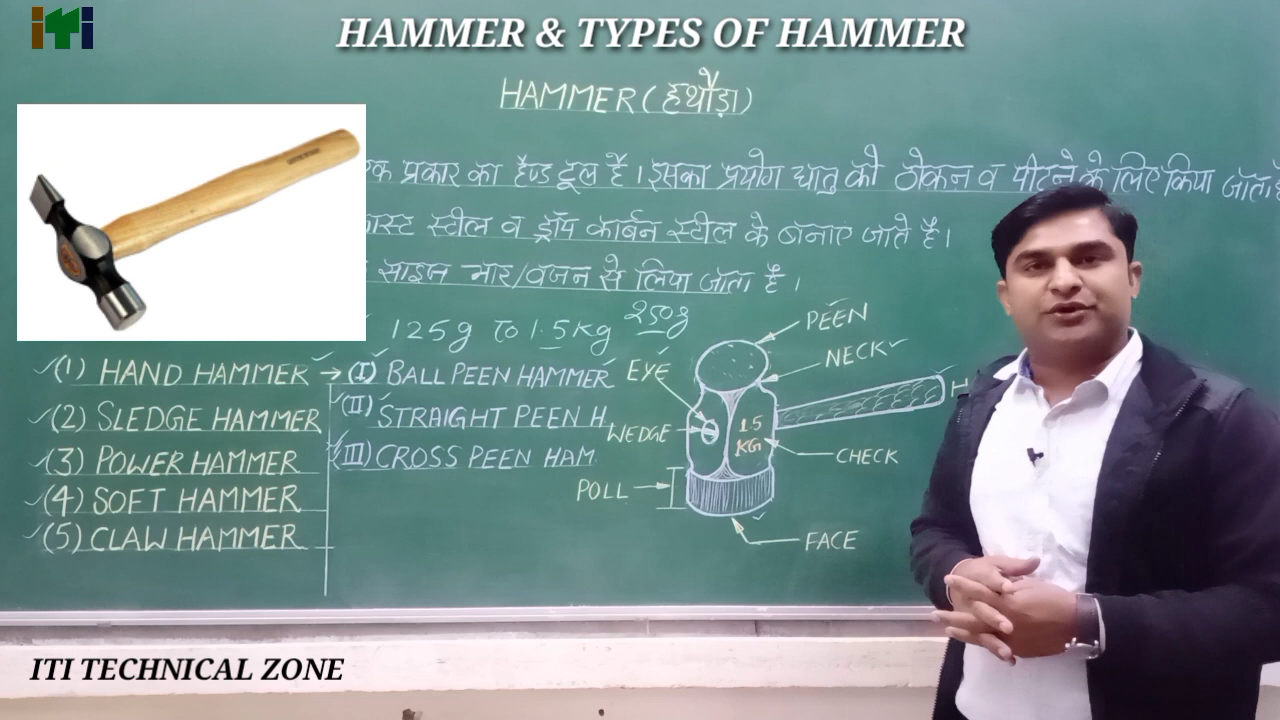 iTi
HAMMER & TYPES OF HAMMER
HAMMER (हथौड़ा)
एक प्रकार का हैण्ड टूल है। इसका प्रयोग धातु को ठोकन व पीटने के लिए किया जाता है
कास्ट स्टील व ड्रॉप कार्बन स्टील के बनाए जाते है।
साइज भार/वजन से लिया जाता है।
125g To 1.5Kg 250g
(1) HAND HAMMER → (I) BALL PEEN HAMMER
(2) SLEDGE HAMMER (II) STRAIGHT PEEN H
(3) POWER HAMMER (III) CROSS PEEN HAM
(4) SOFT HAMMER
(5) CLAW HAMMER
PEEN
NECK
EYE
H
WEDGE
1.5
KG
CHECK
POLL
FACE
ITI TECHNICAL ZONE